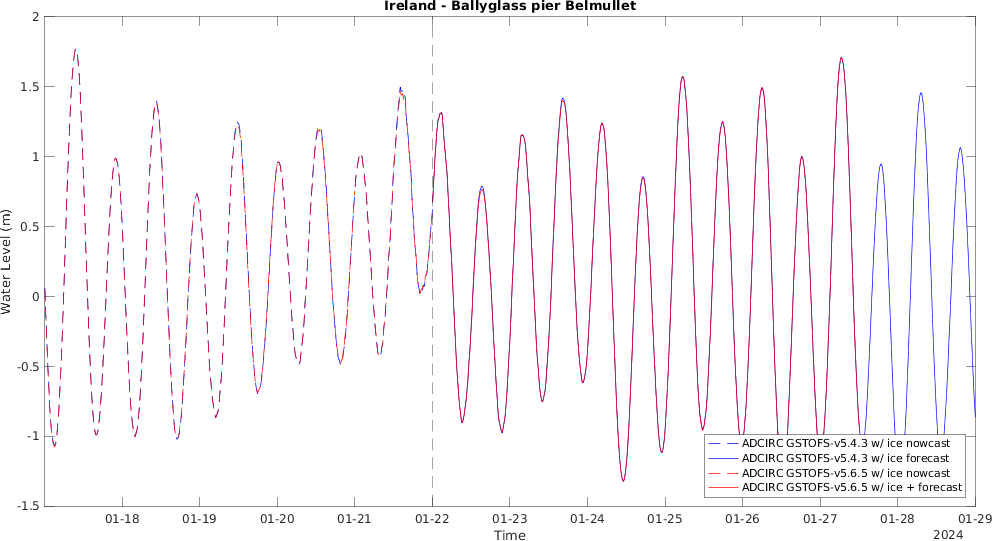 Ireland - Ballyglass pier Belmullet
2
1.5
1
0.5
0
-0.5
-1
-1.5
Water Level (m)
ADCIRC GSTOFS-v5.4.3 w/ ice nowcast
ADCIRC GSTOFS-v5.4.3 w/ ice forecast
ADCIRC GSTOFS-v5.6.5 w/ ice nowcast
ADCIRC GSTOFS-v5.6.5 w/ ice + forecast
01-18 01-19 01-20 01-21 01-22 01-23 01-24 01-25 01-26 01-27 01-28 01-29
Time
2024